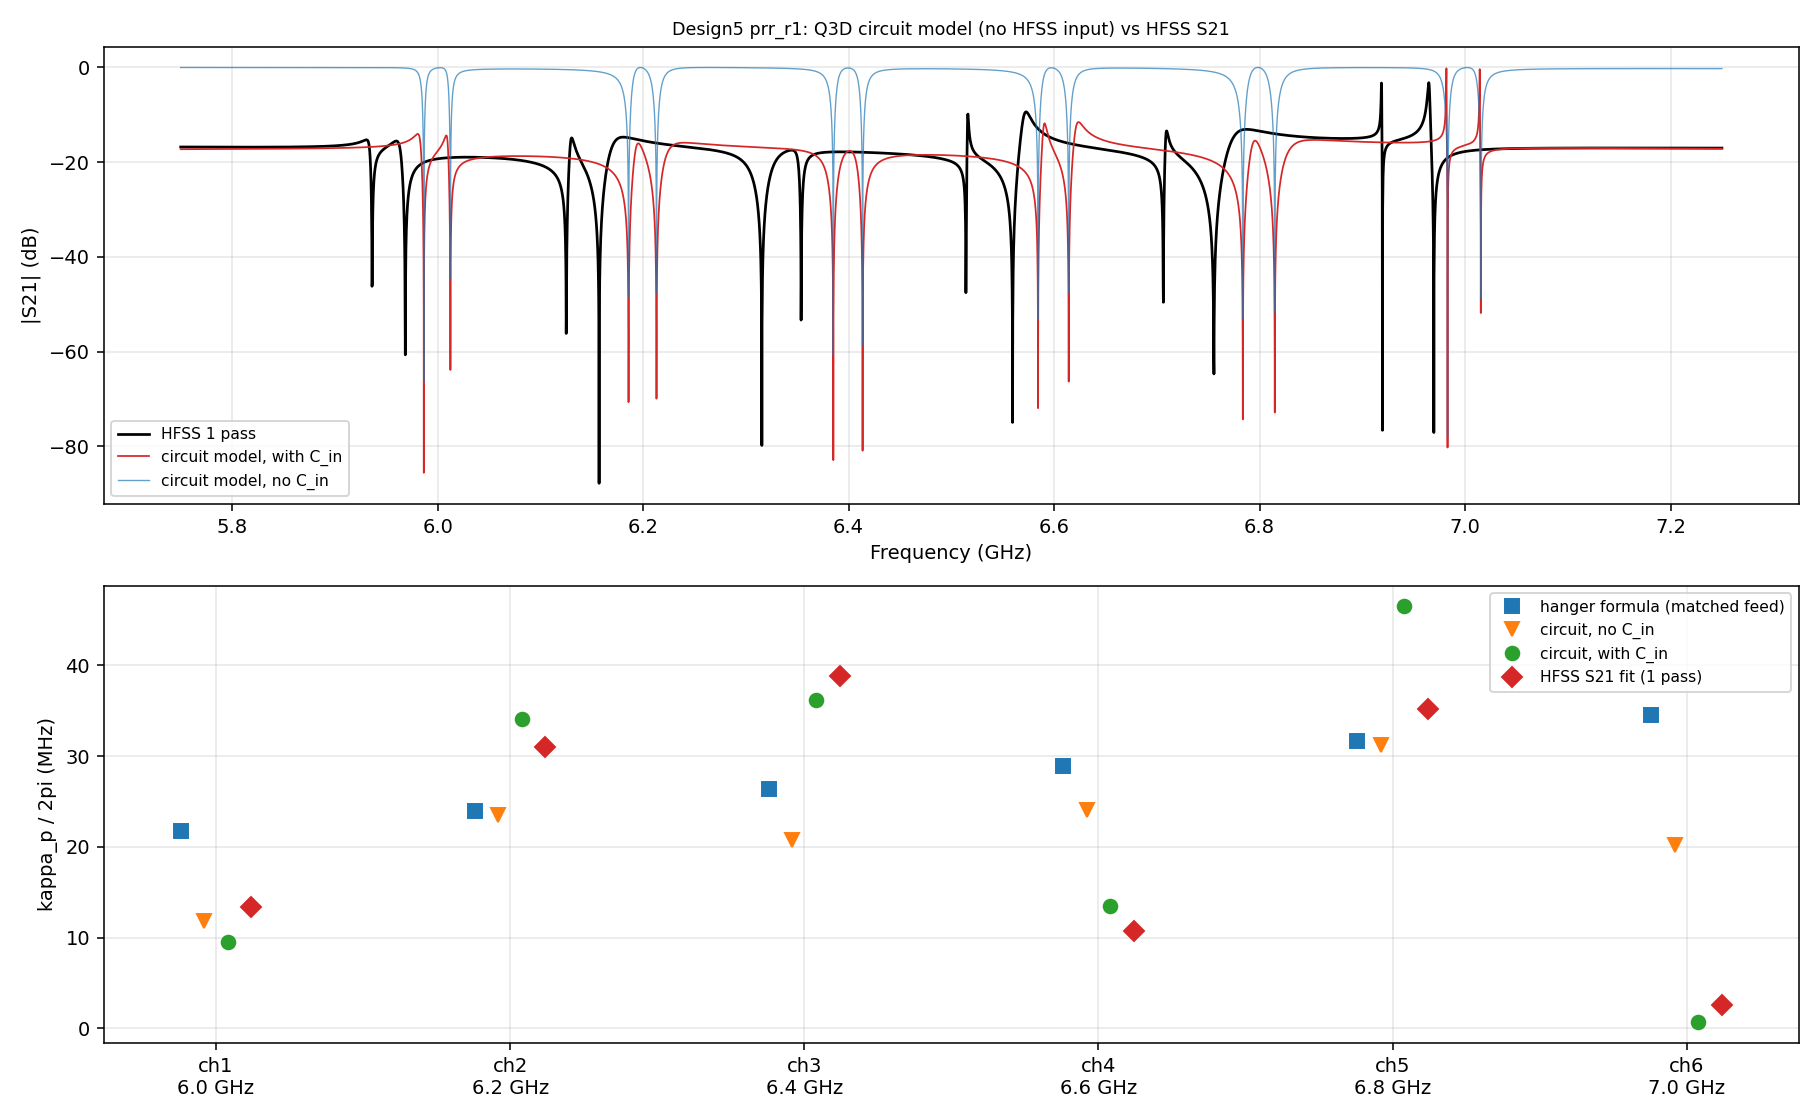 Design5 prr_r1: Q3D circuit model (no HFSS input) vs HFSS S21
|S21| (dB)
0
−20
−40
−60
−80
HFSS 1 pass
circuit model, with C_in
circuit model, no C_in
5.8 6.0 6.2 6.4 6.6 6.8 7.0 7.2
Frequency (GHz)
kappa_p / 2pi (MHz)
40
30
20
10
0
hanger formula (matched feed)
circuit, no C_in
circuit, with C_in
HFSS S21 fit (1 pass)
ch1 ch2 ch3 ch4 ch5 ch6
6.0 GHz 6.2 GHz 6.4 GHz 6.6 GHz 6.8 GHz 7.0 GHz